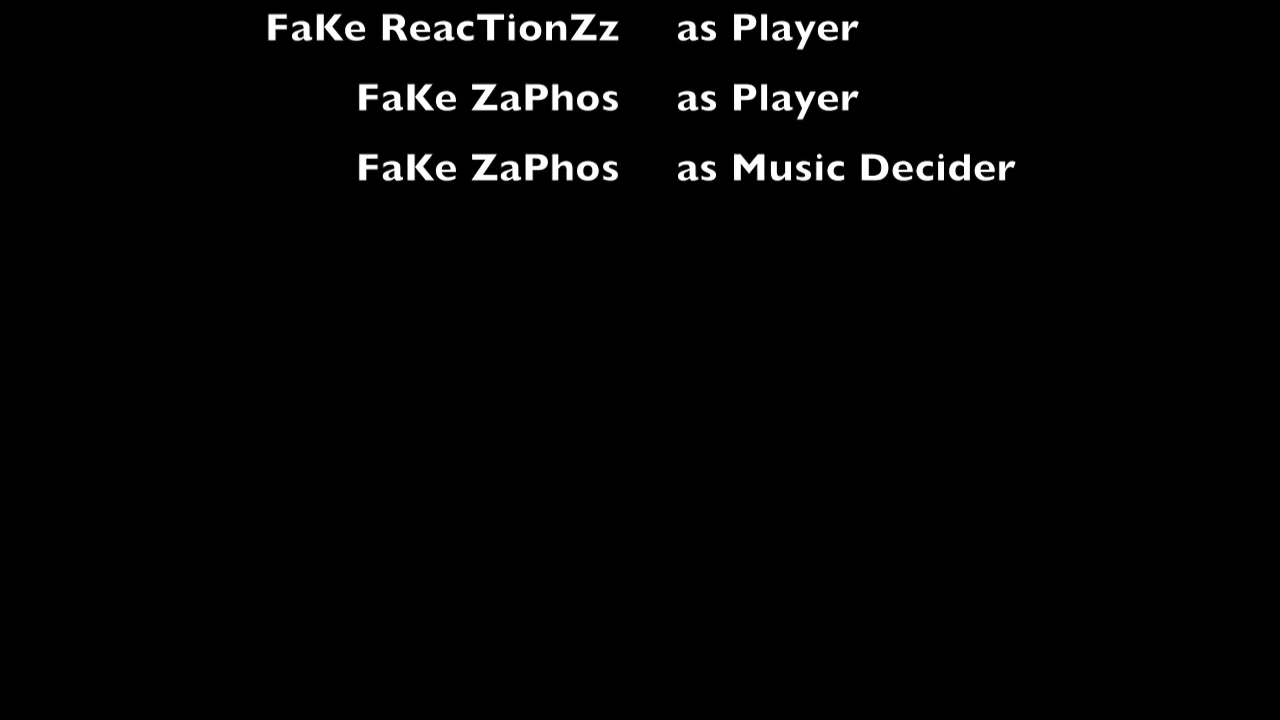 FaKe ReacTionZz as Player
FaKe ZaPhos as Player
FaKe ZaPhos as Music Decider